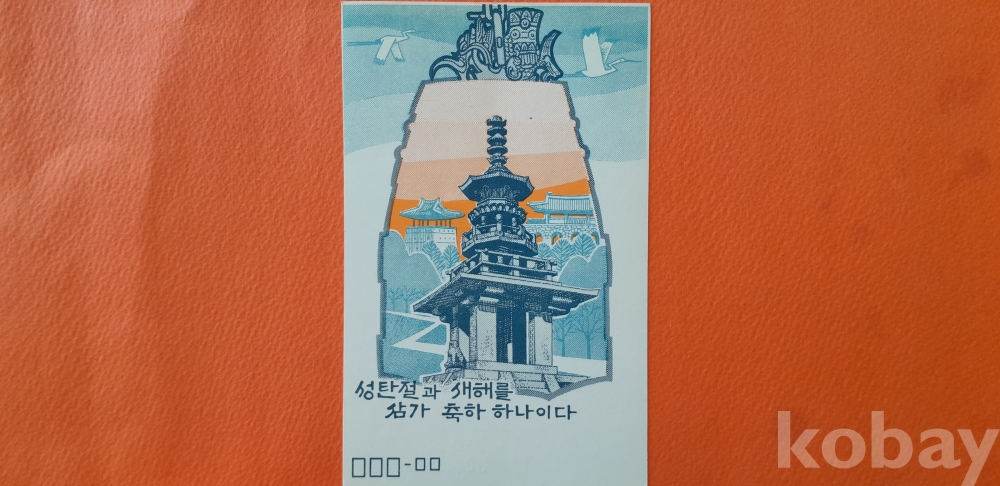 성탄절과 새해를
삼가 축하 하나이다
kobay